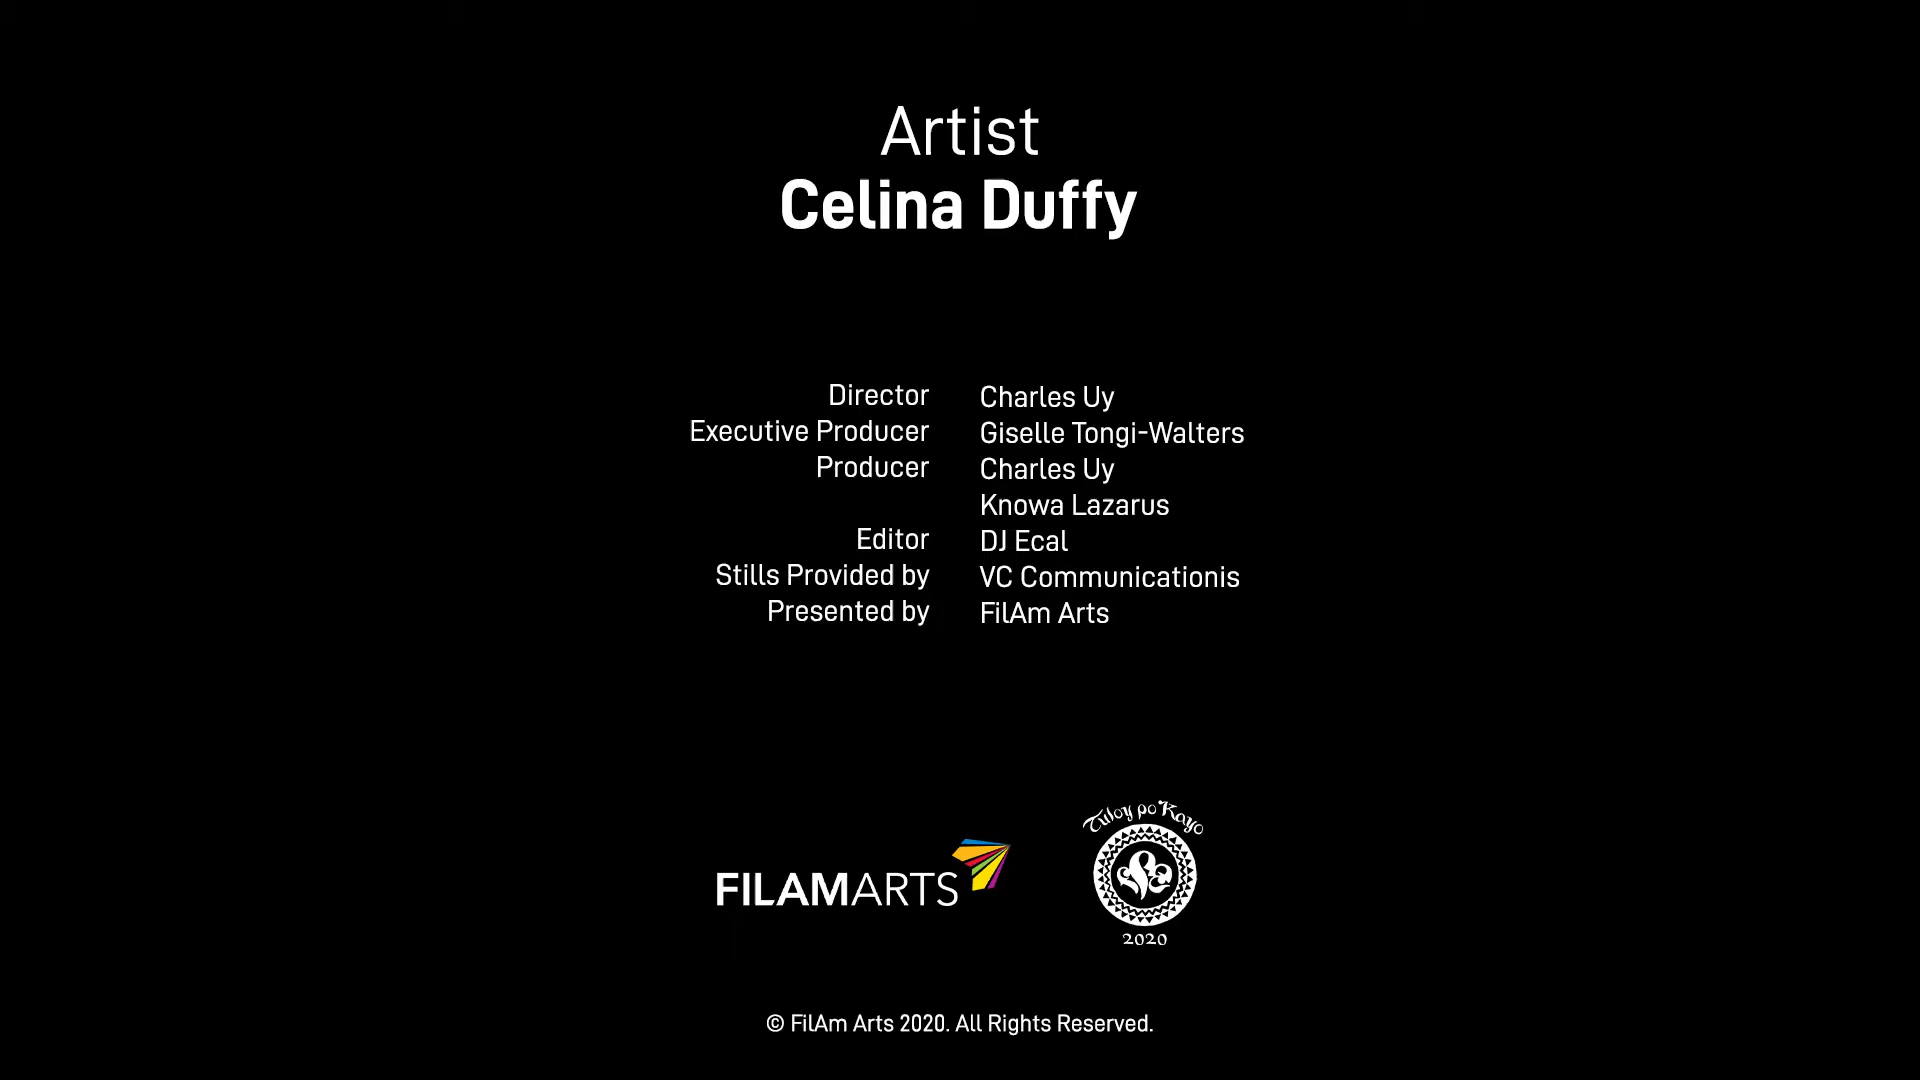 Artist
Celina Duffy
Director Charles Uy
Executive Producer Giselle Tongi-Walters
Producer Charles Uy
Knowa Lazarus
Editor DJ Ecal
Stills Provided by VC Communicationis
Presented by FilAm Arts
FILAMARTS
Tuloy po Kayo
2020
© FilAm Arts 2020. All Rights Reserved.